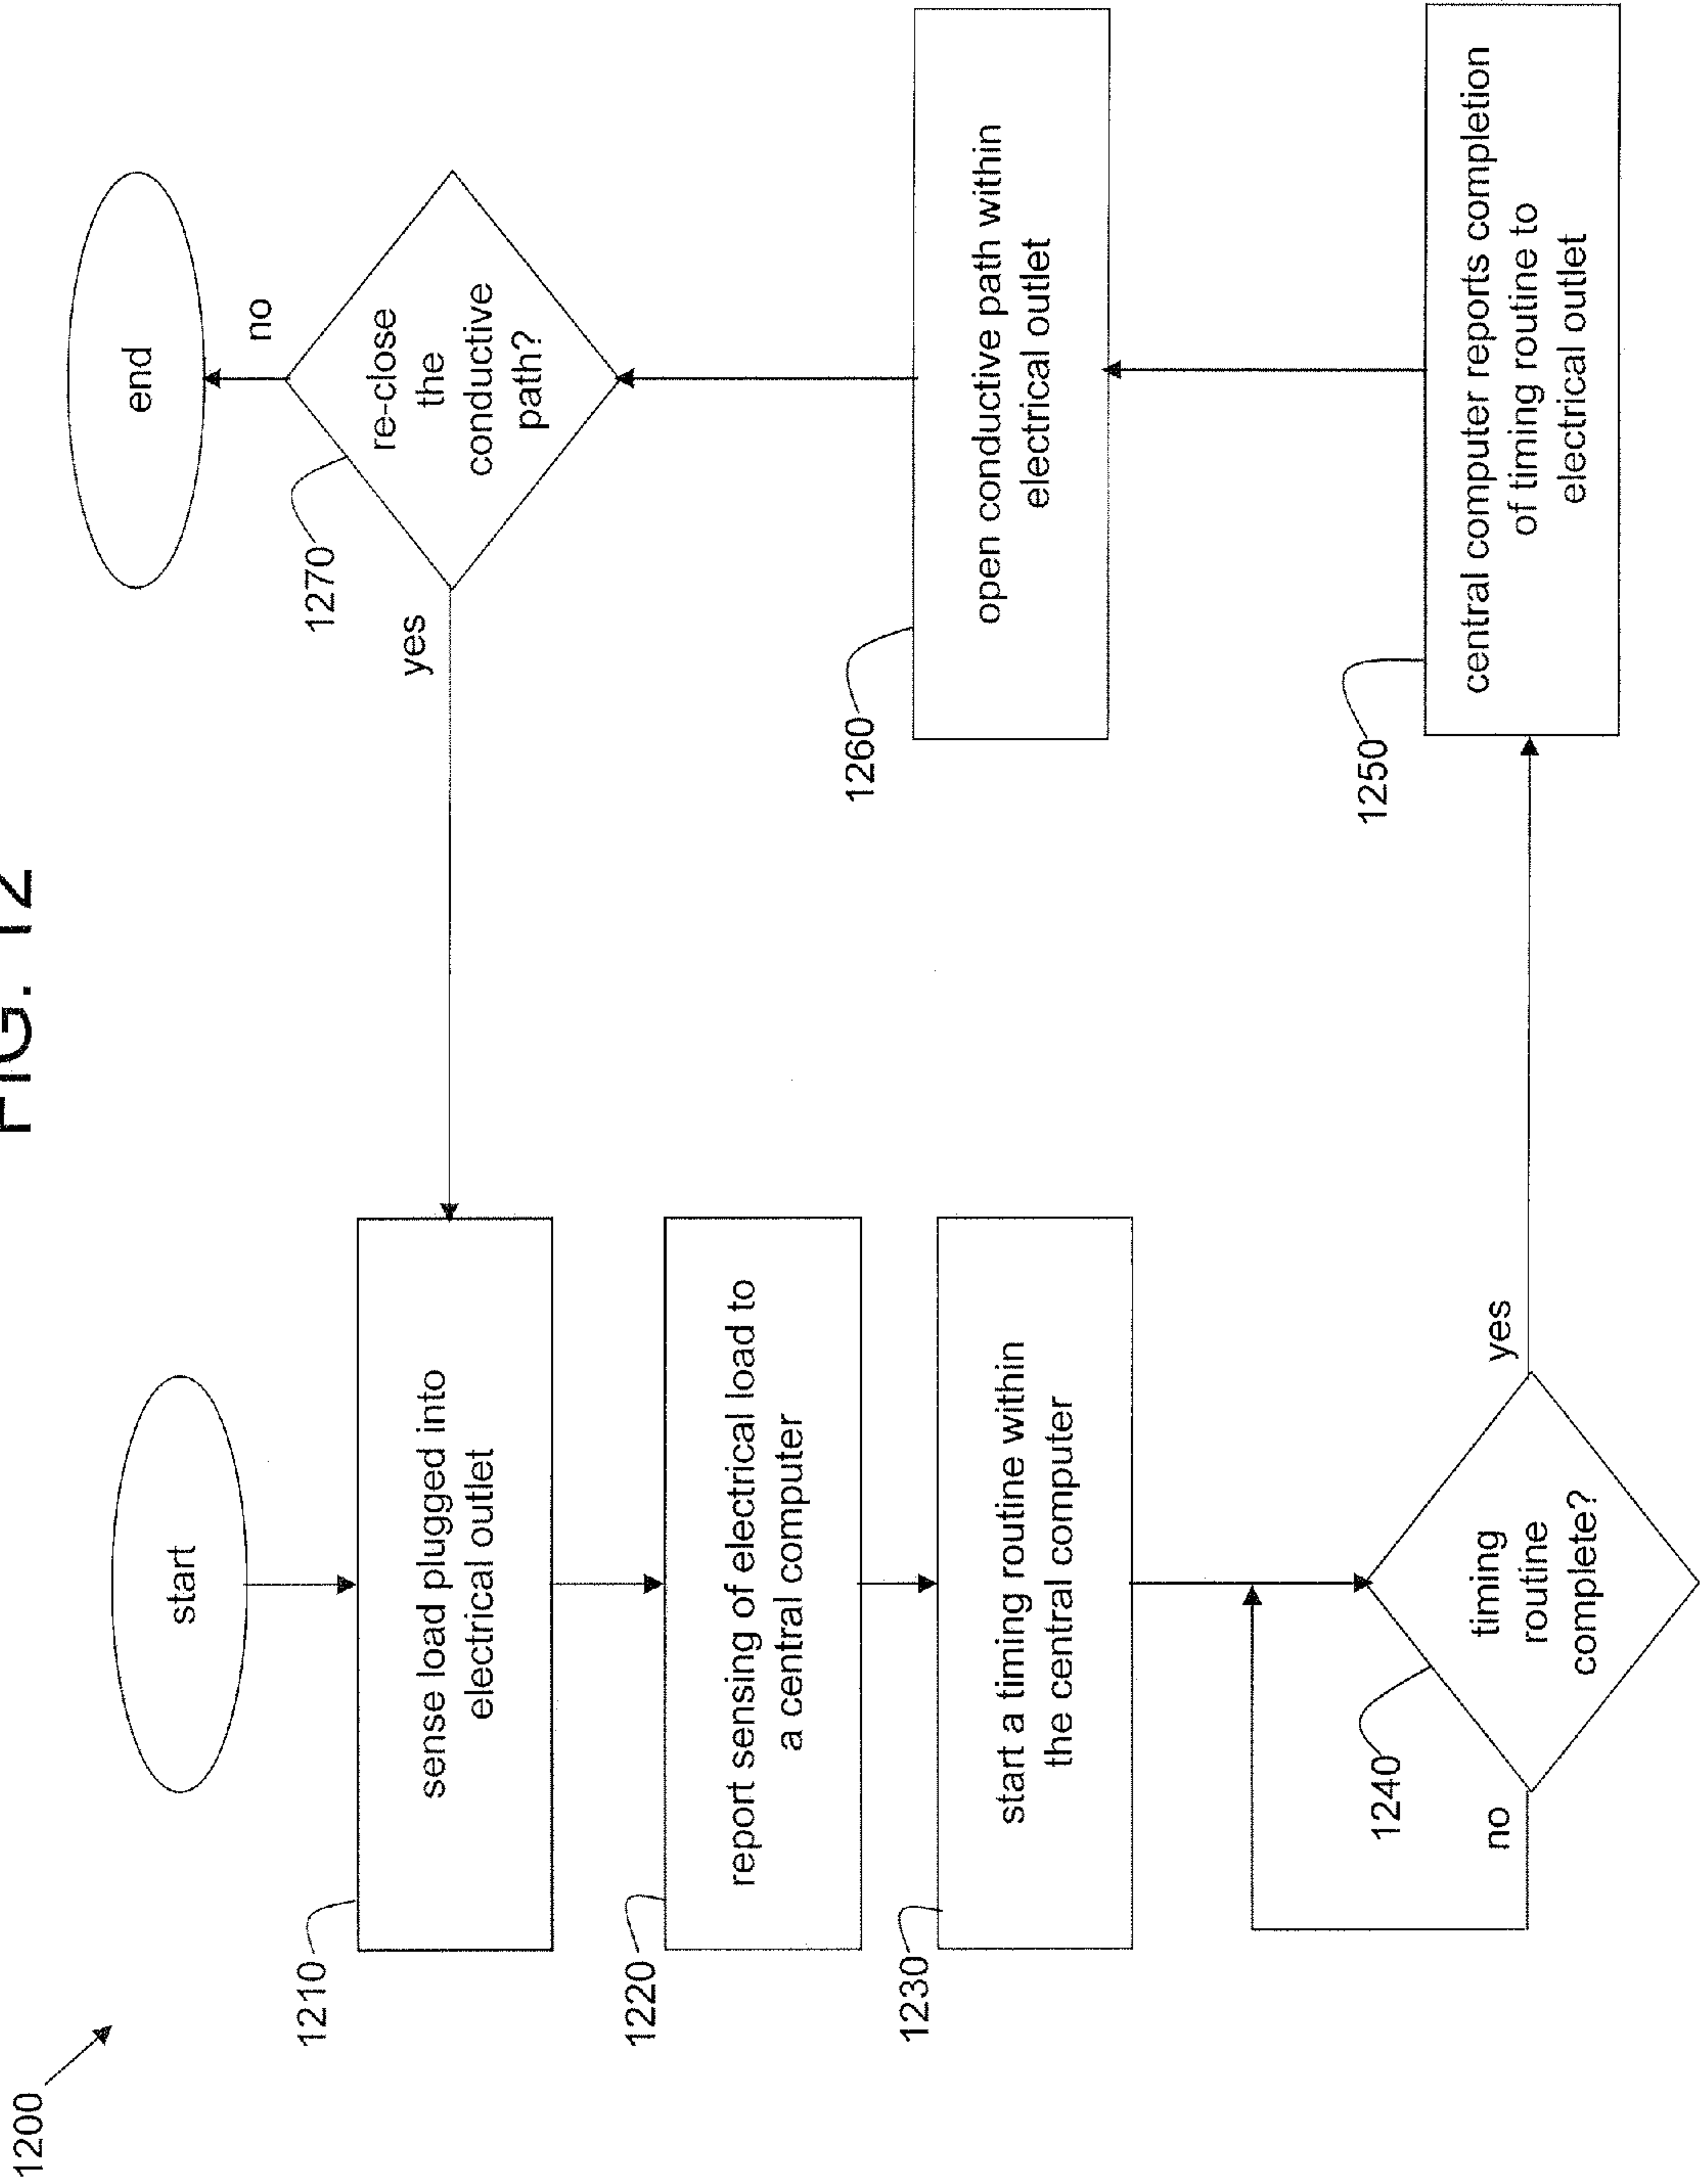 FIG. 12
1200
start
1210
sense load plugged into
electrical outlet
1220
report sensing of electrical load to
a central computer
1230
start a timing routine within
the central computer
1240
timing
routine
complete?
no
yes
1250
central computer reports completion
of timing routine to
electrical outlet
1260
open conductive path within
electrical outlet
1270
re-close
the
conductive
path?
yes
no
end